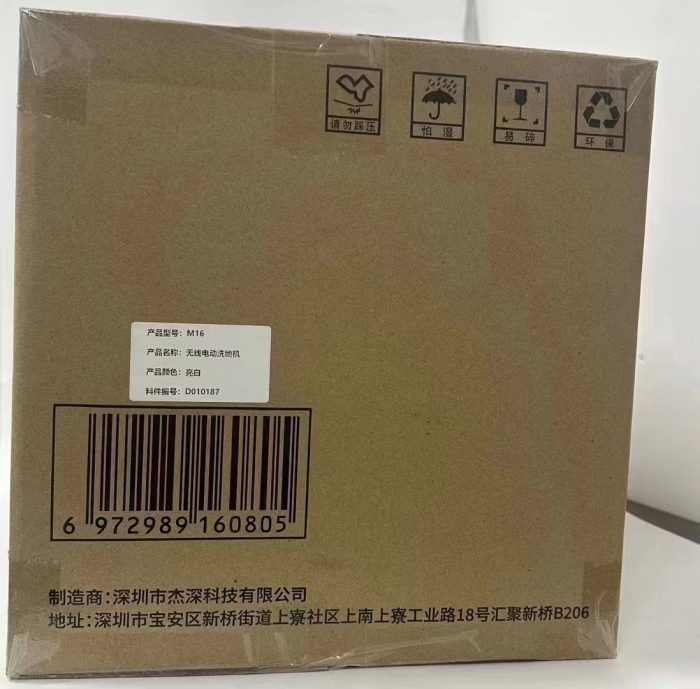 请勿踩压
怕湿
易碎
环保
产品型号：M16
产品名称：无线电动洗地机
产品颜色：亮白
料件编号：D010187
6 972989 160805
制造商：深圳市杰深科技有限公司
地址：深圳市宝安区新桥街道上寮社区上南上寮工业路18号汇聚新桥B206